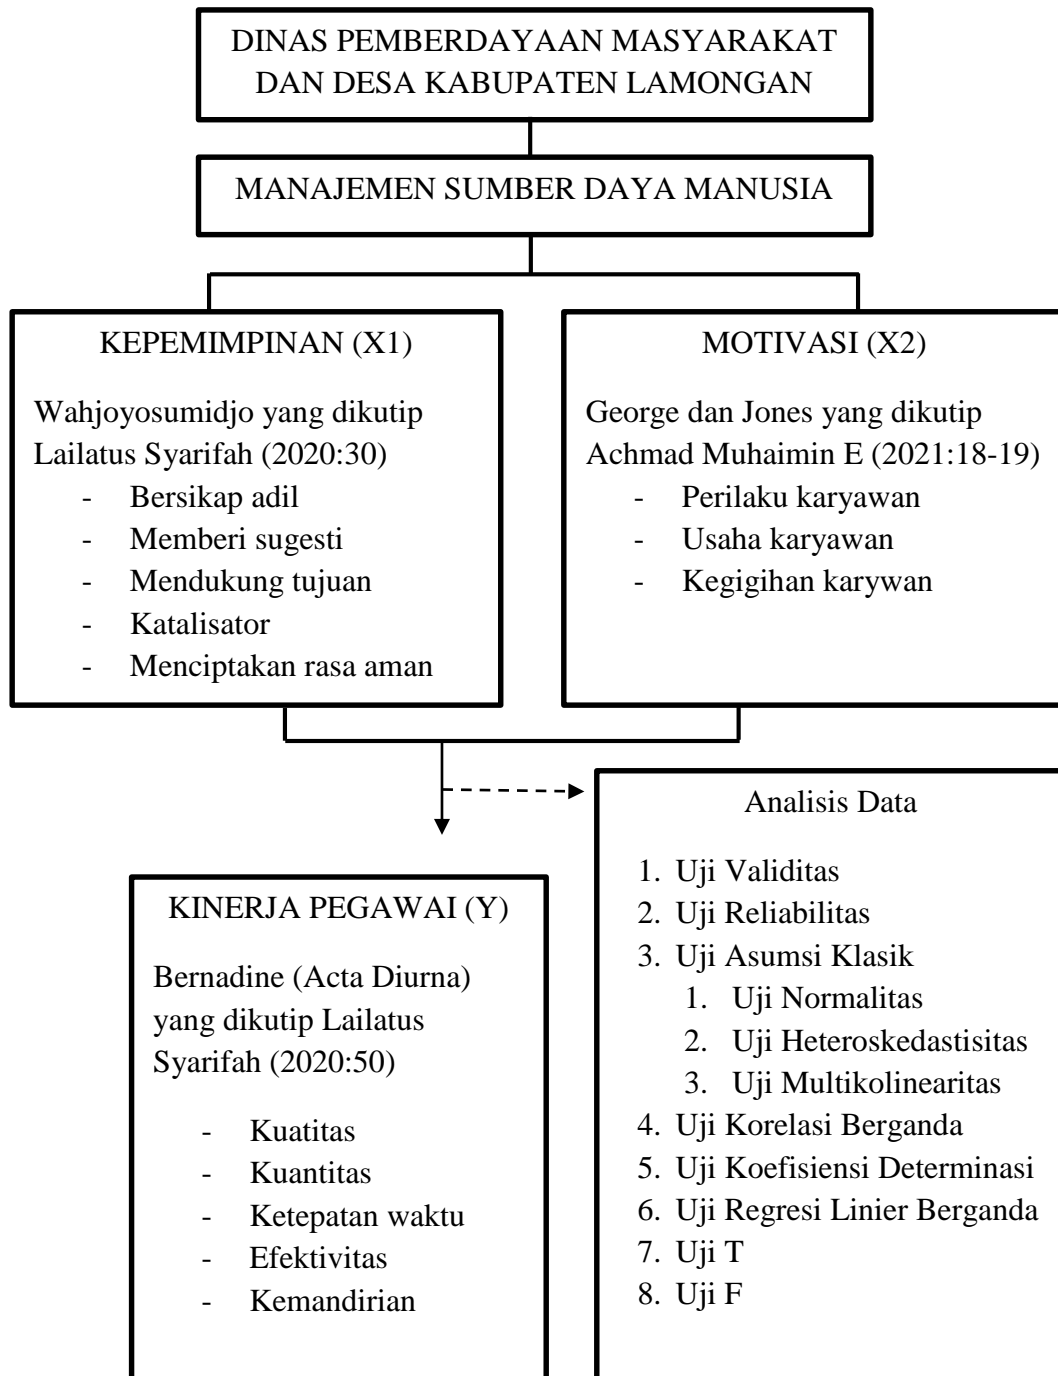 DINAS PEMBERDAYAAN MASYARAKAT
DAN DESA KABUPATEN LAMONGAN
MANAJEMEN SUMBER DAYA MANUSIA
KEPEMIMPINAN (X1)
Wahjoyosumidjo yang dikutip
Lailatus Syarifah (2020:30)
- Bersikap adil
- Memberi sugesti
- Mendukung tujuan
- Katalisator
- Menciptakan rasa aman
MOTIVASI (X2)
George dan Jones yang dikutip
Achmad Muhaimin E (2021:18-19)
- Perilaku karyawan
- Usaha karyawan
- Kegigihan karywan
KINERJA PEGAWAI (Y)
Bernadine (Acta Diurna)
yang dikutip Lailatus
Syarifah (2020:50)
- Kuatitas
- Kuantitas
- Ketepatan waktu
- Efektivitas
- Kemandirian
Analisis Data
1. Uji Validitas
2. Uji Reliabilitas
3. Uji Asumsi Klasik
1. Uji Normalitas
2. Uji Heteroskedastisitas
3. Uji Multikolinearitas
4. Uji Korelasi Berganda
5. Uji Koefisiensi Determinasi
6. Uji Regresi Linier Berganda
7. Uji T
8. Uji F